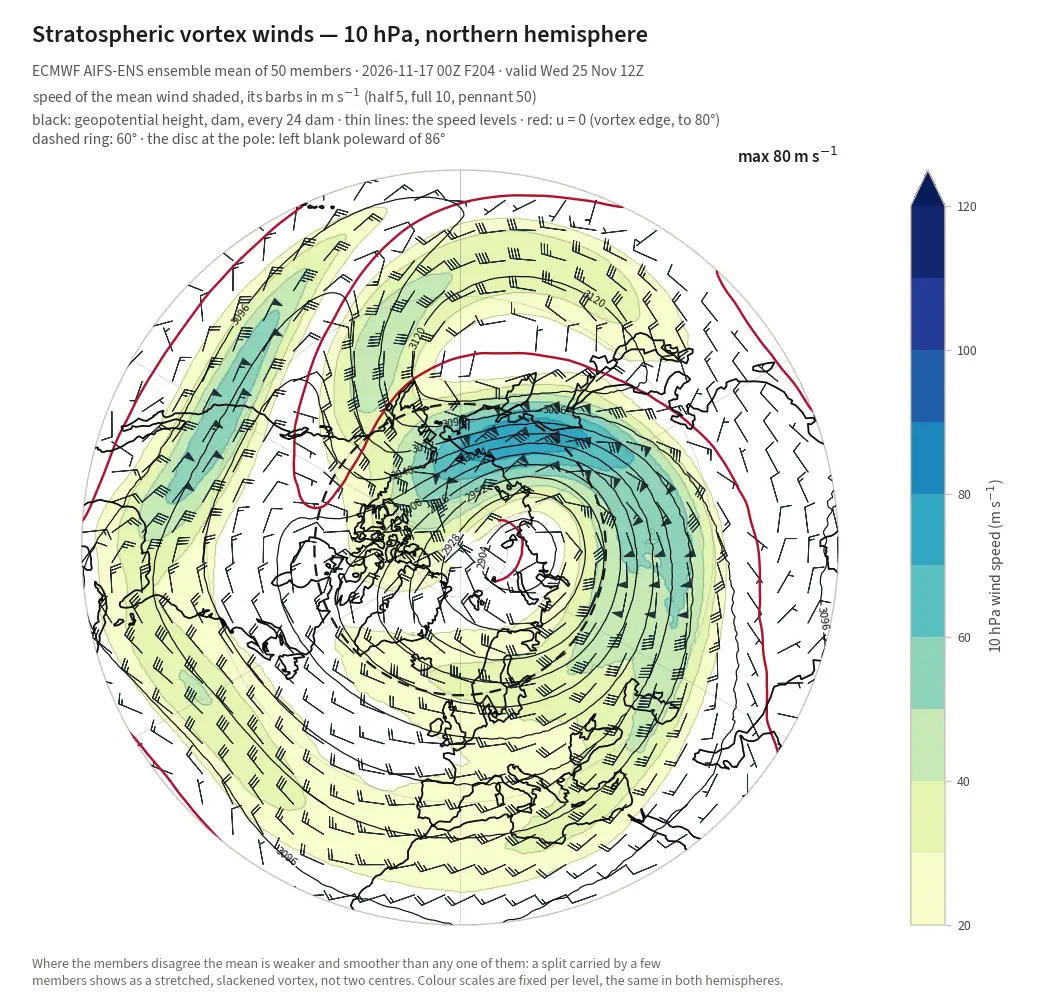 Stratospheric vortex winds — 10 hPa, northern hemisphere
ECMWF AIFS-ENS ensemble mean of 50 members · 2026-11-17 00Z F204 · valid Wed 25 Nov 12Z
speed of the mean wind shaded, its barbs in m s⁻¹ (half 5, full 10, pennant 50)
black: geopotential height, dam, every 24 dam · thin lines: the speed levels · red: u = 0 (vortex edge, to 80°)
dashed ring: 60° · the disc at the pole: left blank poleward of 86°
max 80 m s⁻¹
120
100
80
60
40
20
10 hPa wind speed (m s⁻¹)
3096
3120
3120
3096
2952
2928
2904
3096
3096
Where the members disagree the mean is weaker and smoother than any one of them: a split carried by a few
members shows as a stretched, slackened vortex, not two centres. Colour scales are fixed per level, the same in both hemispheres.